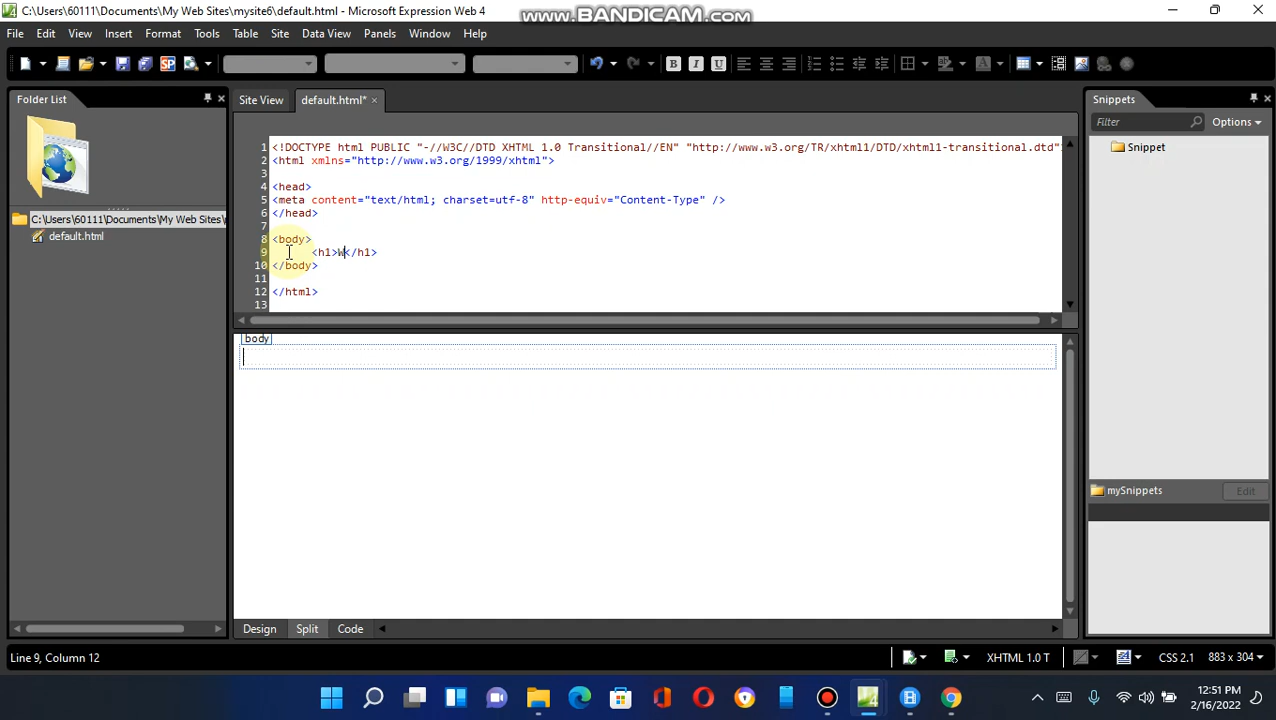 C:\Users\60111\Documents\My Web Sites\mysite6\default.html - Microsoft Expression Web 4
www.BANDICAM.com
File Edit View Insert Format Tools Table Site Data View Panels Window Help
Folder List
Site View
default.html*
Snippets
Filter
Options
Snippet
C:\Users\60111\Documents\My Web Sites\
default.html
1 <!DOCTYPE html PUBLIC "-//W3C//DTD XHTML 1.0 Transitional//EN" "http://www.w3.org/TR/xhtml1/DTD/xhtml1-transitional.dtd"
2 <html xmlns="http://www.w3.org/1999/xhtml">
3
4 <head>
5 <meta content="text/html; charset=utf-8" http-equiv="Content-Type" />
6 </head>
7
8 <body>
9 <h1>W</h1>
10 </body>
11
12 </html>
13
body
mySnippets
Edit
Design Split Code
Line 9, Column 12
XHTML 1.0 T
CSS 2.1
883 x 304
12:51 PM
2/16/2022